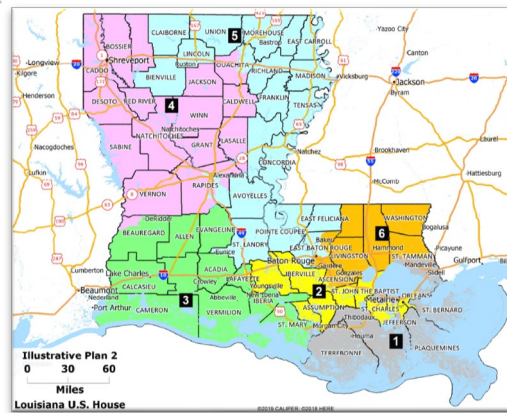 Yazoo City
CLAIBORNE
UNION
5
MOREHOUSE
EAST CARROLL
BOSSIER
Bastrop
LINCOLN
Canton
Longview
Shreveport
Ruston
OUACHITA
Kilgore
CADDO
RICHLAND
MADISON
Vicksburg
Jackson
BIENVILLE
JACKSON
Byram
Henderson
DESOTO
RED RIVER
4
CALDWELL
FRANKLIN
TENSAS
WINN
Laurel
Nacogdoches
Natchitoches
NATCHITOCHES
Brookhaven
SABINE
GRANT
LASALLE
Natchez
Hattiesburg
Lufkin
CONCORDIA
Alexandria
McComb
VERNON
RAPIDES
AVOYELLES
DeRidder
EAST FELICIANA
WASHINGTON
BEAUREGARD
EVANGELINE
POINTE COUPEE
6
Bogalusa
ALLEN
ST. LANDRY
Baker
Hammond
EAST BATON ROUGE
Eunice
LIVINGSTON
ST. TAMMANY
Picayune
Baton Rouge
Mandeville
Gulfport
Lumberton
Lake Charles
ACADIA
IBERVILLE
Gonzales
Slidell
CALCASIEU
Crowley
LAFAYETTE
ASCENSION
Beaumont
Youngsville
2
ST. JOHN THE BAPTIST
ORLEANS
Nederland
3
Abbeville
New Iberia
Metairie
Port Arthur
IBERIA
ASSUMPTION
ST. CHARLES
ST. BERNARD
CAMERON
VERMILION
Thibodaux
JEFFERSON
ST. MARY
Morgan City
Houma
1
PLAQUEMINES
TERREBONNE
Illustrative Plan 2
0 30 60
Miles
Louisiana U.S. House
©2019 CALIPER; ©2018 HERE